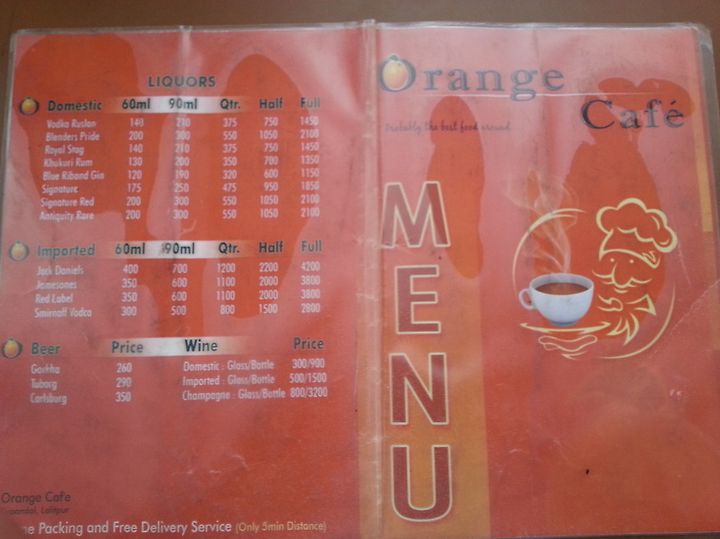 LIQUORS
Domestic 60ml 90ml Qtr. Half Full
Vodka Ruslan 140 210 375 750 1450
Blenders Pride 200 300 550 1050 2100
Royal Stag 140 210 375 750 1450
Khukuri Rum 130 200 350 700 1350
Blue Riband Gin 120 190 320 600 1150
Signature 175 250 475 950 1850
Signature Red 200 300 550 1050 2100
Antiquity Rare 200 300 550 1050 2100
Imported 60ml 90ml Qtr. Half Full
Jack Daniels 400 700 1200 2200 4200
Jamesones 350 600 1100 2000 3800
Red Label 350 600 1100 2000 3800
Smirnoff Vodca 300 500 800 1500 2800
Beer Price Wine Price
Gorkha 260 Domestic : Glass/Bottle 300/900
Tuborg 290 Imported : Glass/Bottle 500/1500
Carlsburg 350 Champagne : Glass/Bottle 800/3200
Orange Cafe
Lalitpur
Packing and Free Delivery Service (Only 5min Distance)
Orange
Café
Probably the best food around
MENU